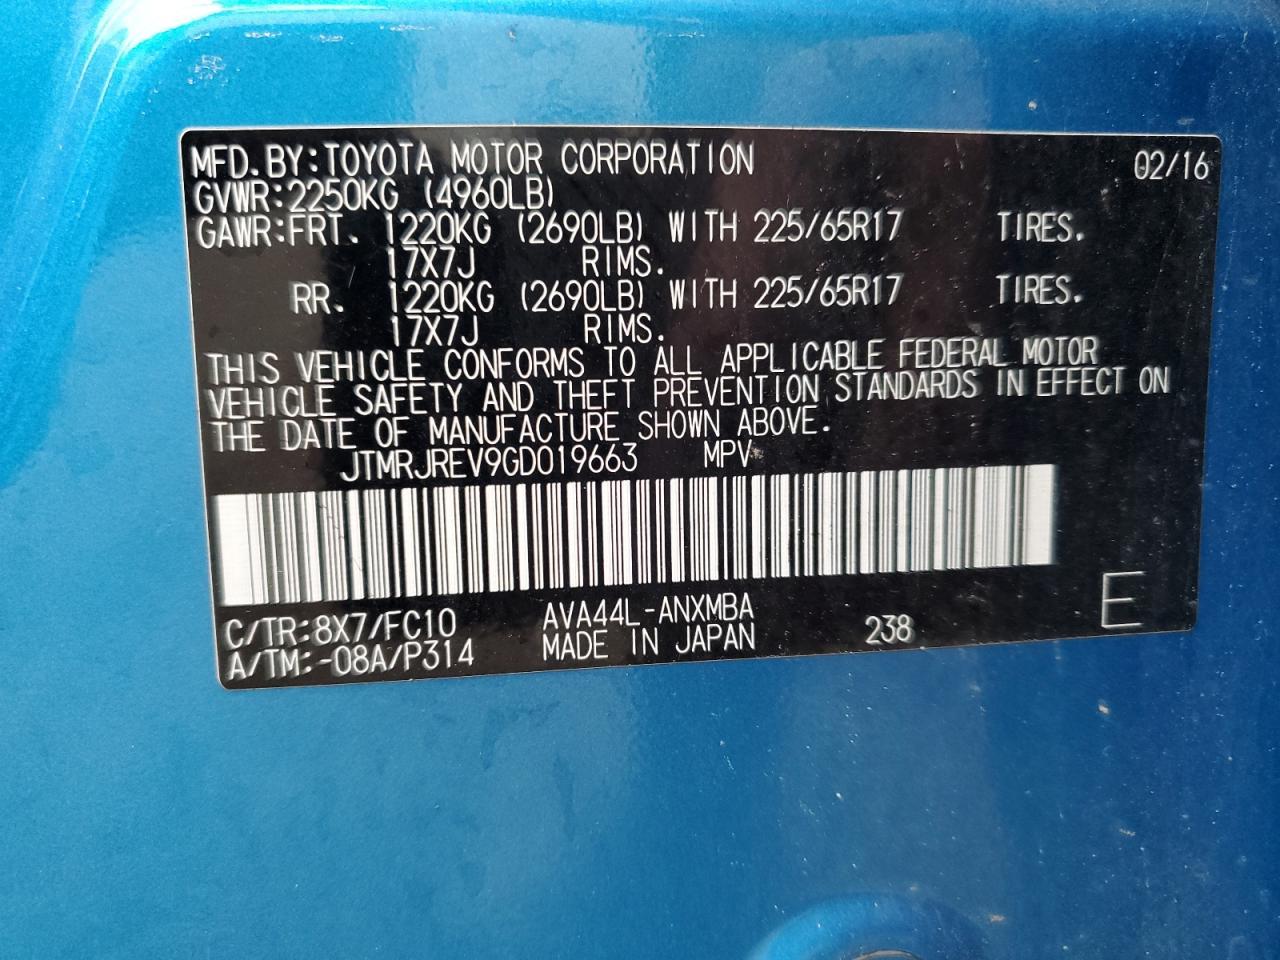 MFD.BY:TOYOTA MOTOR CORPORATION 02/16
GVWR:2250KG (4960LB)
GAWR:FRT. 1220KG (2690LB) WITH 225/65R17 TIRES.
17X7J RIMS.
RR. 1220KG (2690LB) WITH 225/65R17 TIRES.
17X7J RIMS.
THIS VEHICLE CONFORMS TO ALL APPLICABLE FEDERAL MOTOR
VEHICLE SAFETY AND THEFT PREVENTION STANDARDS IN EFFECT ON
THE DATE OF MANUFACTURE SHOWN ABOVE.
JTMRJREV9GD019663 MPV
C/TR:8X7/FC10 AVA44L-ANXMBA 238 E
A/TM:-08A/P314 MADE IN JAPAN